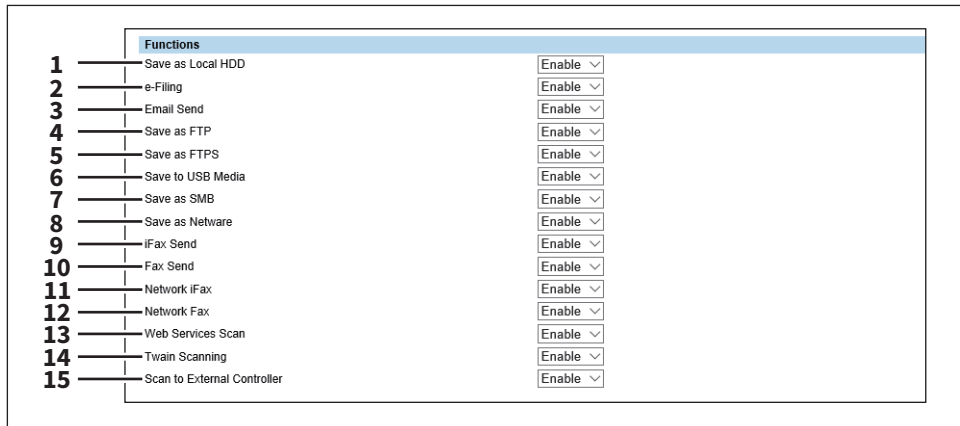 Functions
1 Save as Local HDD Enable
2 e-Filing Enable
3 Email Send Enable
4 Save as FTP Enable
5 Save as FTPS Enable
6 Save to USB Media Enable
7 Save as SMB Enable
8 Save as Netware Enable
9 iFax Send Enable
10 Fax Send Enable
11 Network iFax Enable
12 Network Fax Enable
13 Web Services Scan Enable
14 Twain Scanning Enable
15 Scan to External Controller Enable